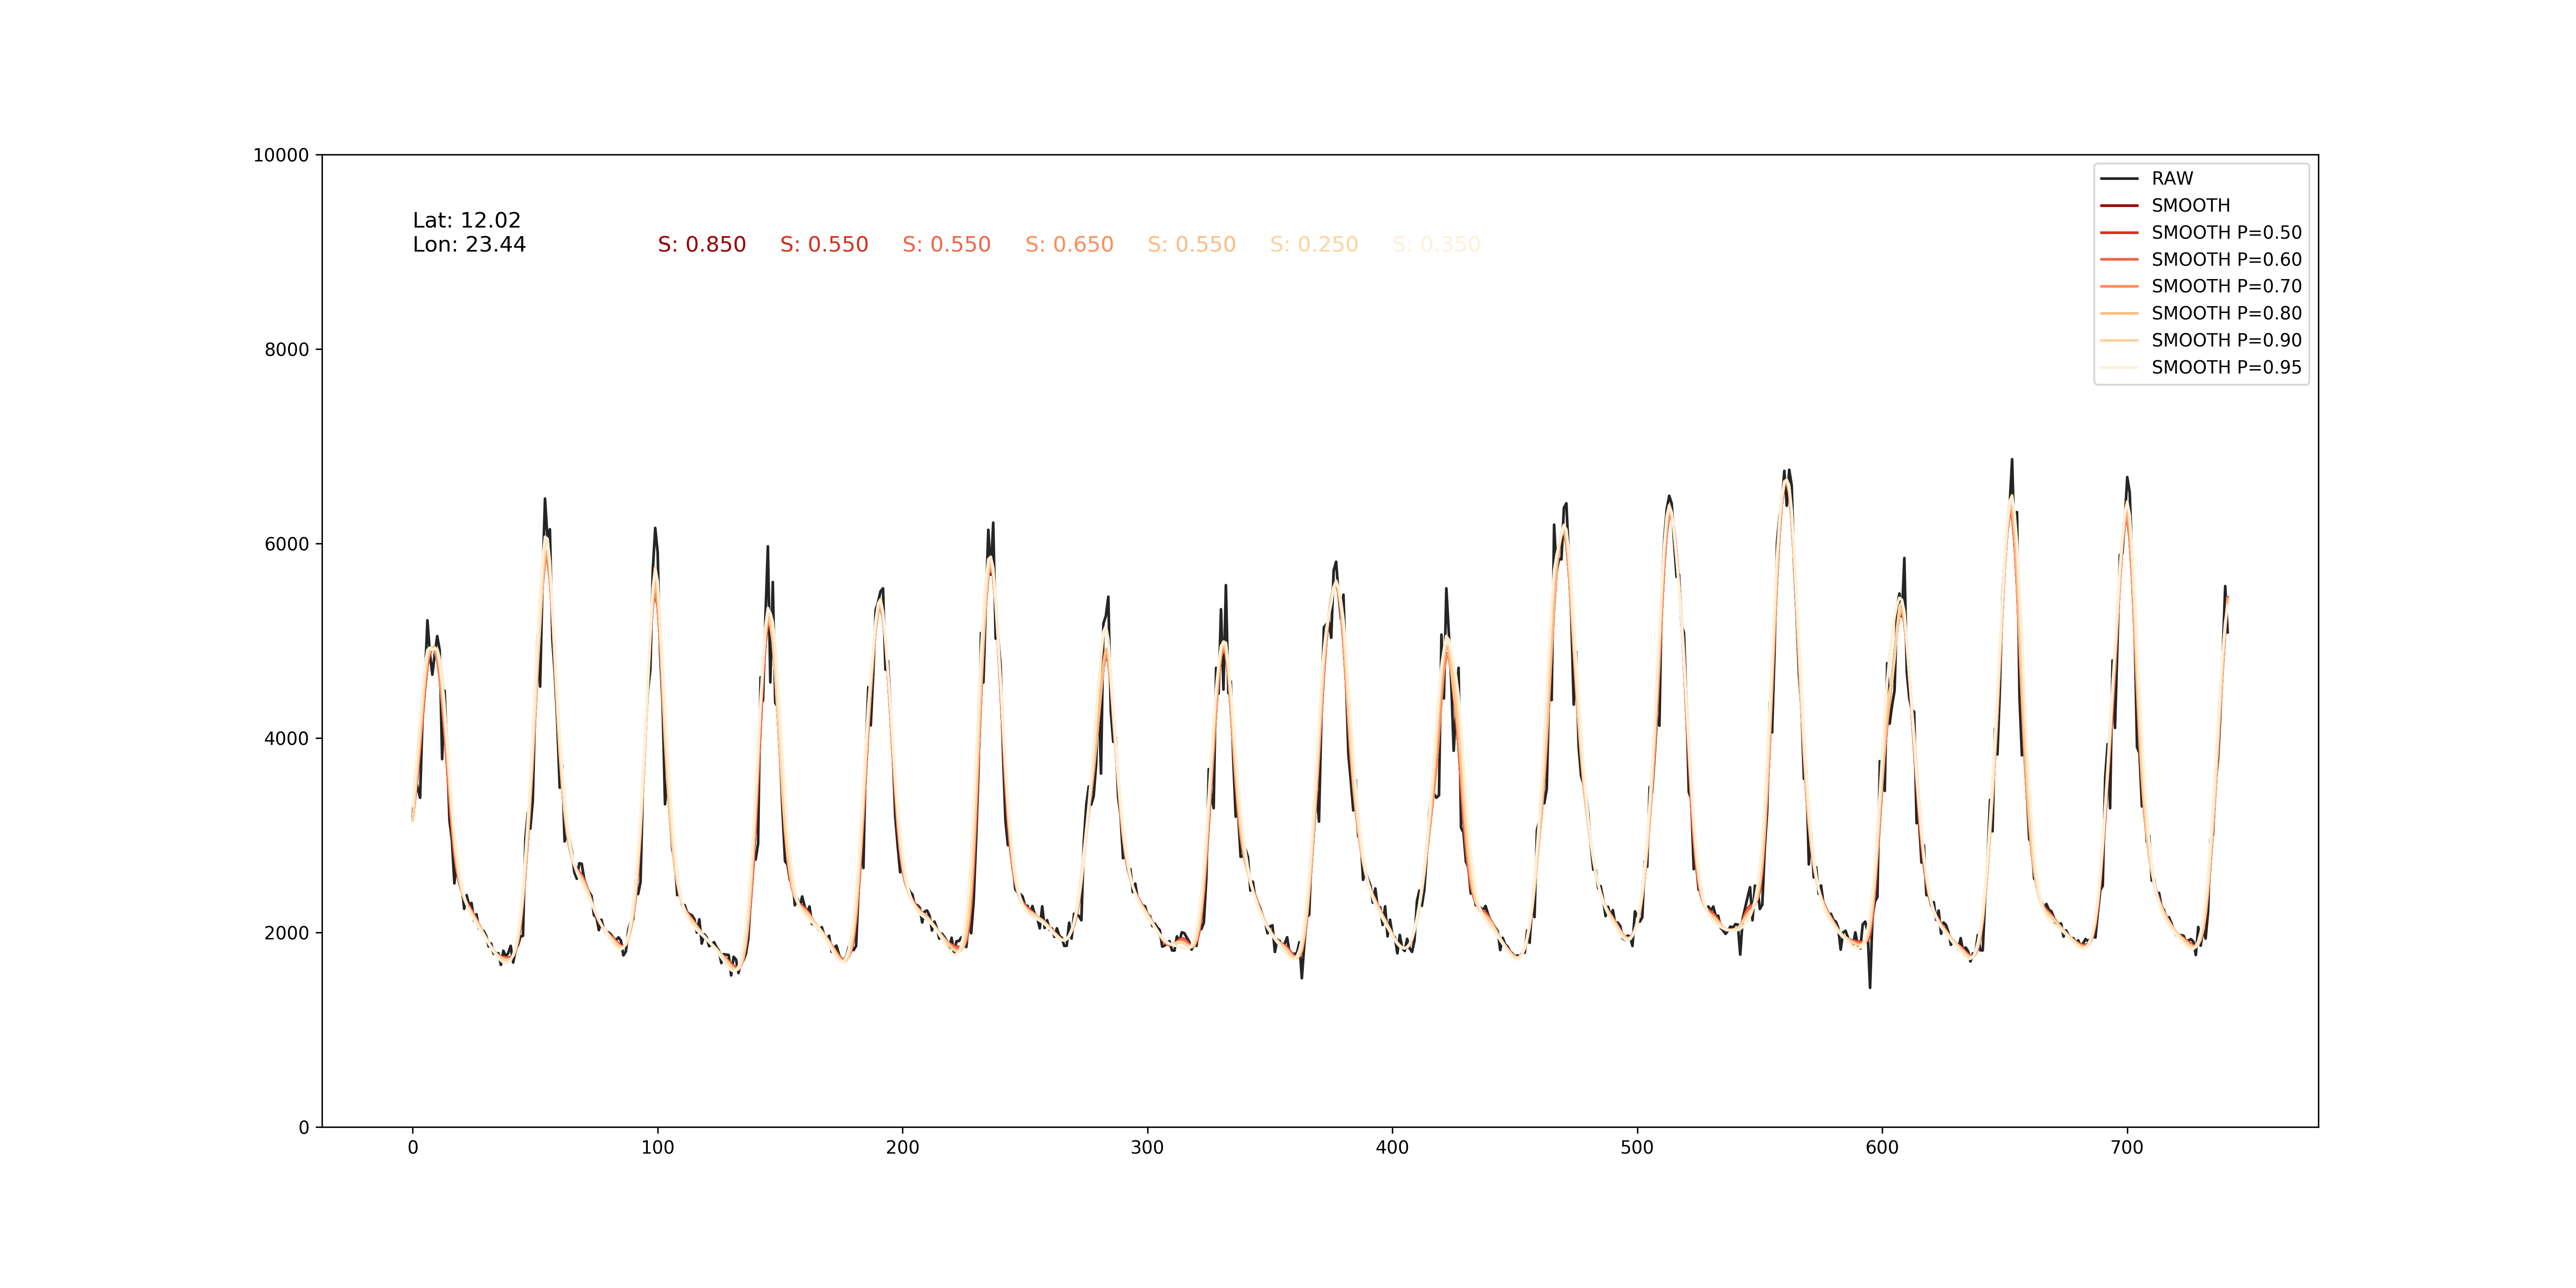 10000
8000
6000
4000
2000
0
Lat: 12.02
Lon: 23.44
S: 0.850 S: 0.550 S: 0.550 S: 0.650 S: 0.550 S: 0.250 S: 0.350
RAW
SMOOTH
SMOOTH P=0.50
SMOOTH P=0.60
SMOOTH P=0.70
SMOOTH P=0.80
SMOOTH P=0.90
SMOOTH P=0.95
0 100 200 300 400 500 600 700